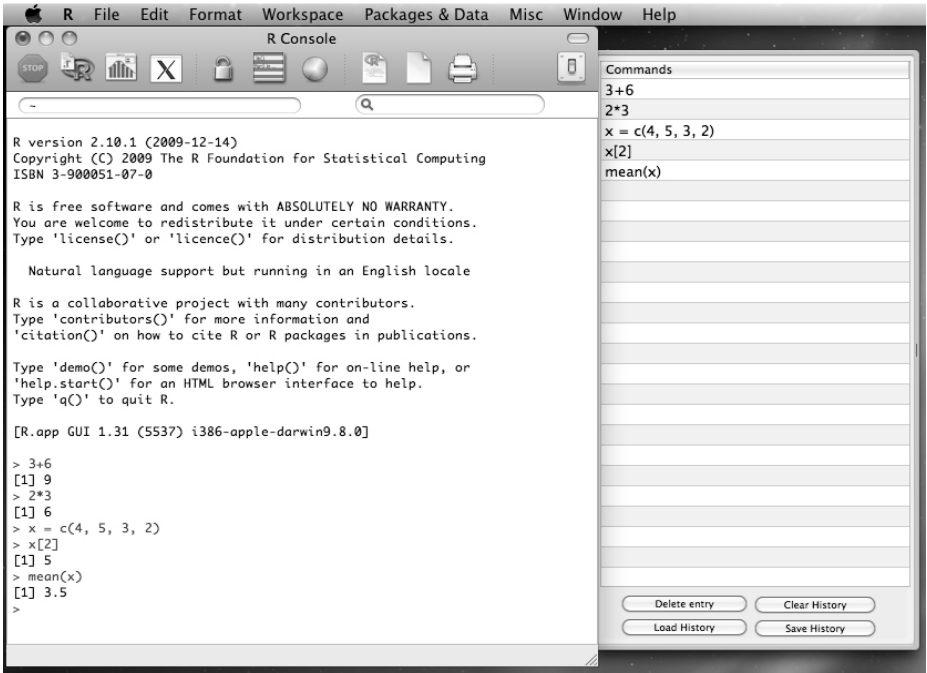 R File Edit Format Workspace Packages & Data Misc Window Help
R Console
STOP
R
X
~
R version 2.10.1 (2009-12-14)
Copyright (C) 2009 The R Foundation for Statistical Computing
ISBN 3-900051-07-0
R is free software and comes with ABSOLUTELY NO WARRANTY.
You are welcome to redistribute it under certain conditions.
Type 'license()' or 'licence()' for distribution details.
Natural language support but running in an English locale
R is a collaborative project with many contributors.
Type 'contributors()' for more information and
'citation()' on how to cite R or R packages in publications.
Type 'demo()' for some demos, 'help()' for on-line help, or
'help.start()' for an HTML browser interface to help.
Type 'q()' to quit R.
[R.app GUI 1.31 (5537) i386-apple-darwin9.8.0]
> 3+6
[1] 9
> 2*3
[1] 6
> x = c(4, 5, 3, 2)
> x[2]
[1] 5
> mean(x)
[1] 3.5
>
Commands
3+6
2*3
x = c(4, 5, 3, 2)
x[2]
mean(x)
Delete entry Clear History
Load History Save History